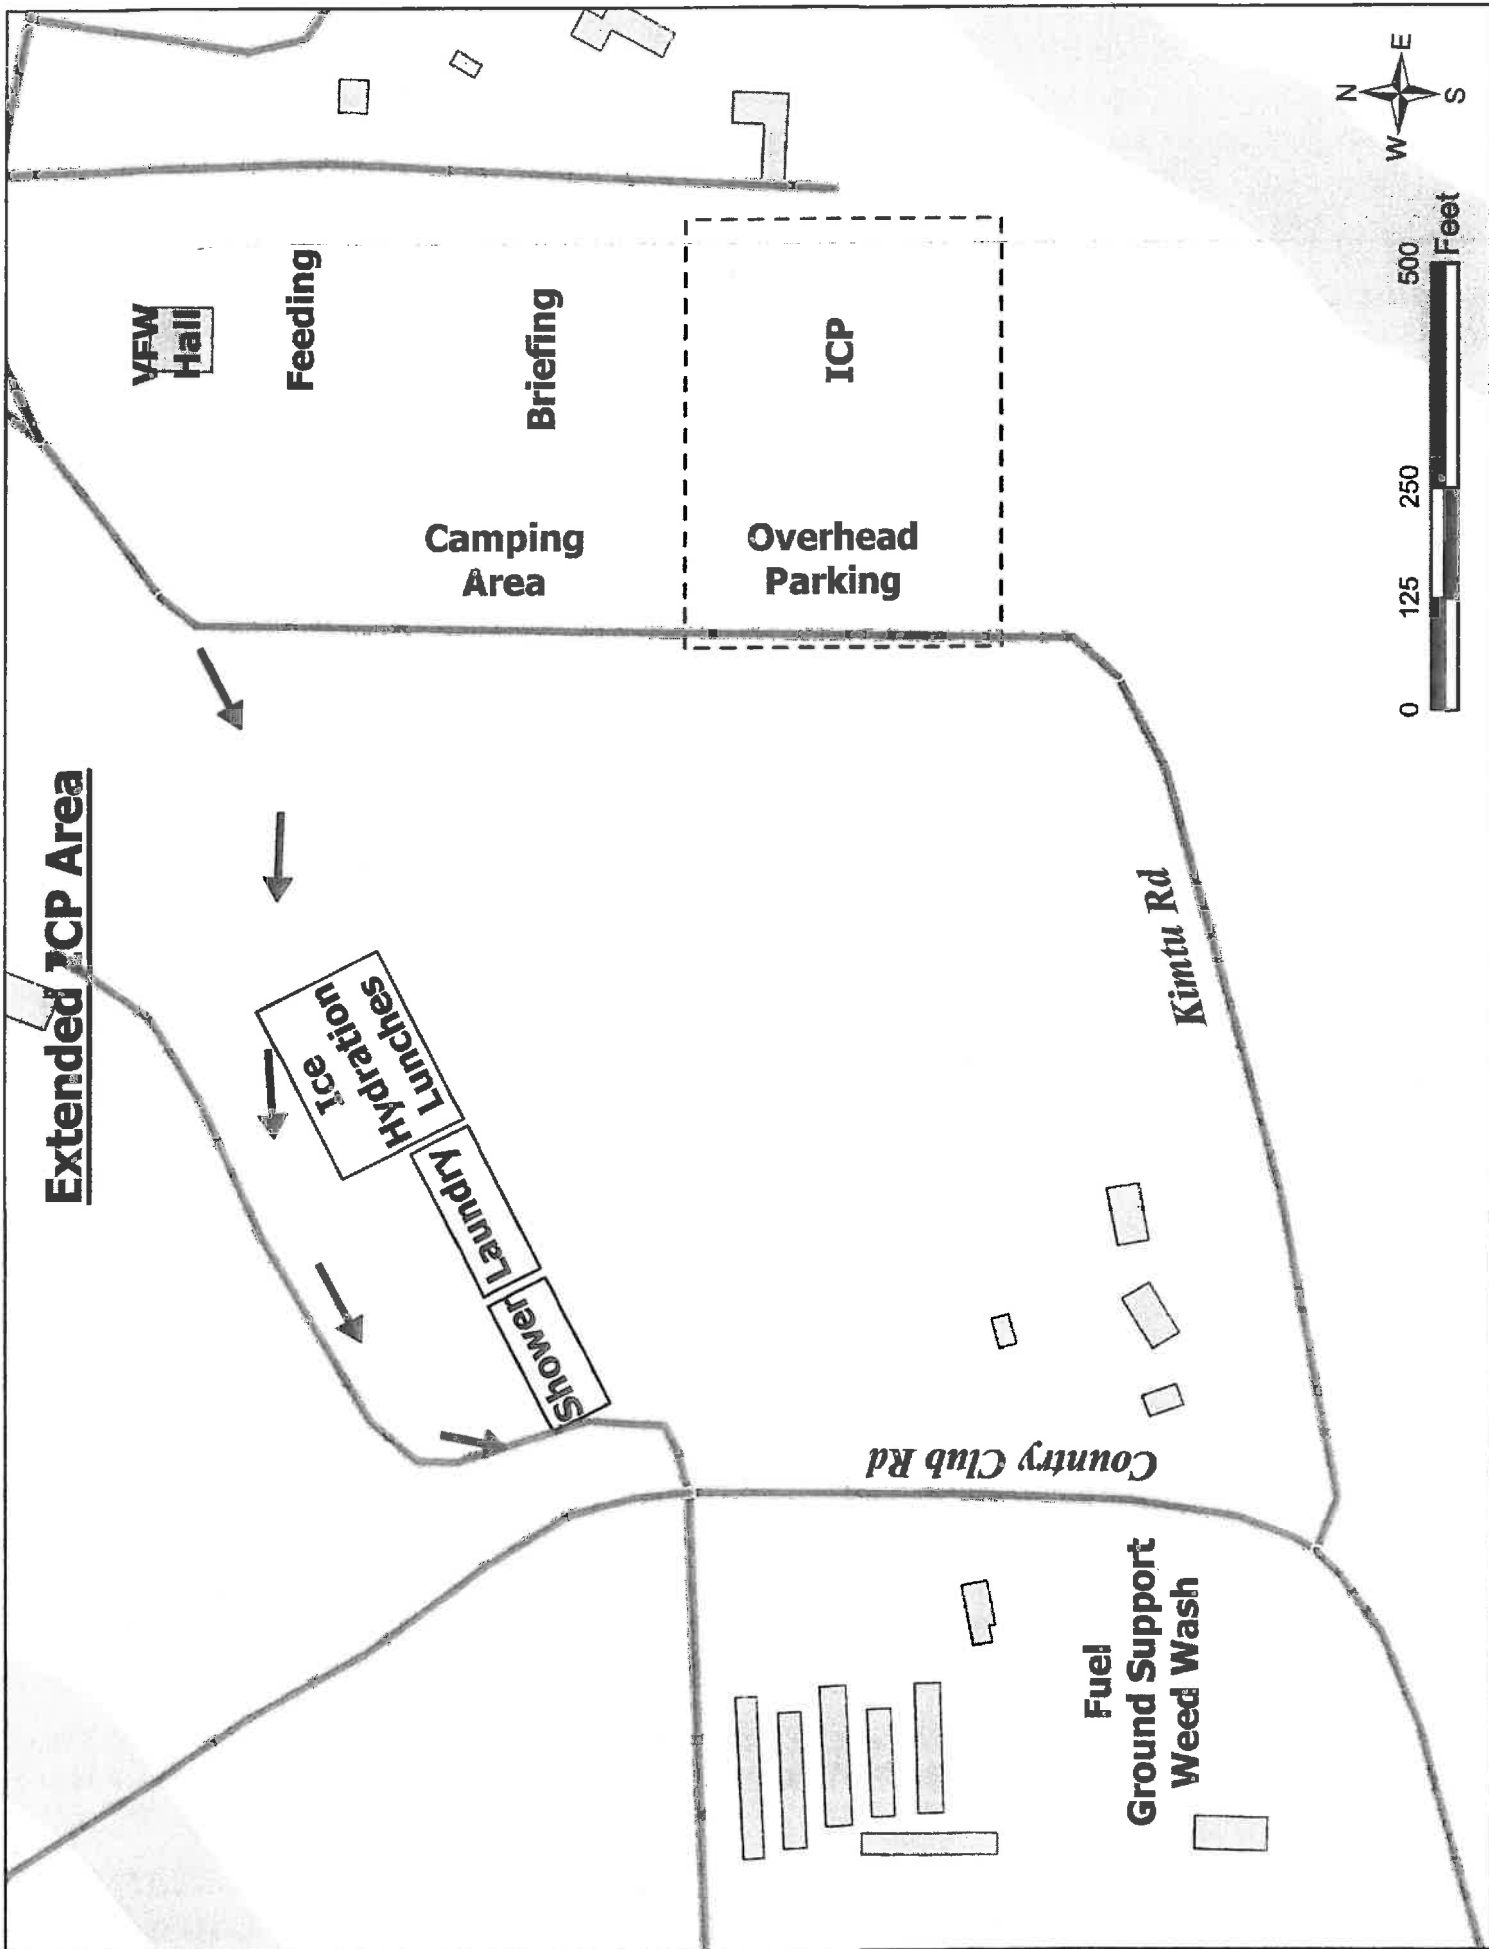 Extended ICP Area
VFW
Hall
Feeding
Briefing
ICP
Camping
Area
Overhead
Parking
Ice
Hydration
Lunches
Laundry
Shower
Kimtu Rd
Country Club Rd
Fuel
Ground Support
Weed Wash
0 125 250 500
Feet
N
W E
S